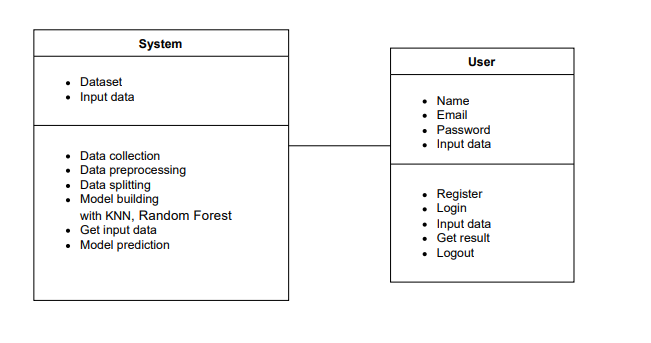 System
Dataset
Input data
Data collection
Data preprocessing
Data splitting
Model building
with KNN, Random Forest
Get input data
Model prediction
User
Name
Email
Password
Input data
Register
Login
Input data
Get result
Logout